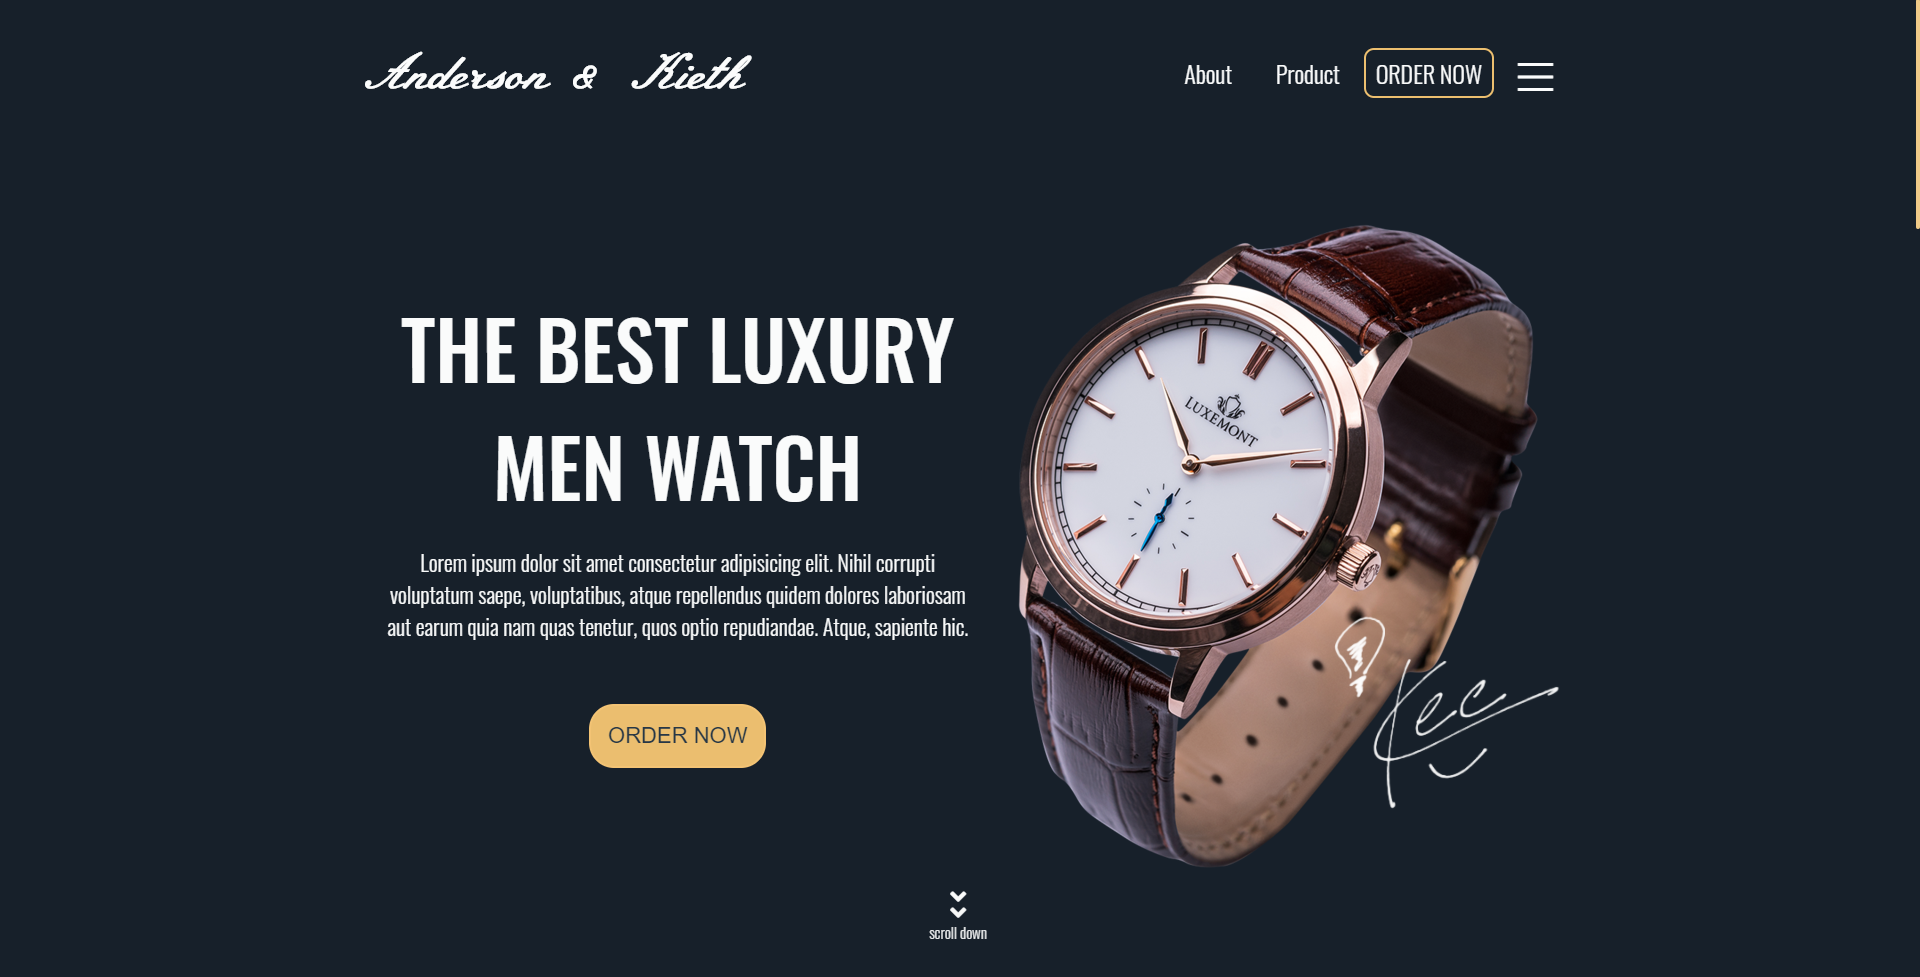 Anderson & Kieth
About
Product
ORDER NOW
THE BEST LUXURY
MEN WATCH
Lorem ipsum dolor sit amet consectetur adipisicing elit. Nihil corrupti
voluptatum saepe, voluptatibus, atque repellendus quidem dolores laboriosam
aut earum quia nam quas tenetur, quos optio repudiandae. Atque, sapiente hic.
ORDER NOW
LUXEMONT
scroll down